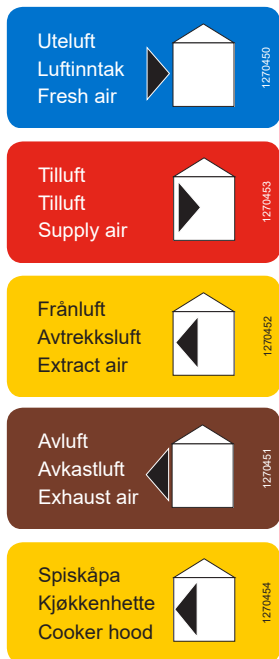 Uteluft
Luftinntak
Fresh air
1270450
Tilluft
Tilluft
Supply air
1270453
Frånluft
Avtrekksluft
Extract air
1270452
Avluft
Avkastluft
Exhaust air
1270451
Spiskåpa
Kjøkkenhette
Cooker hood
1270454